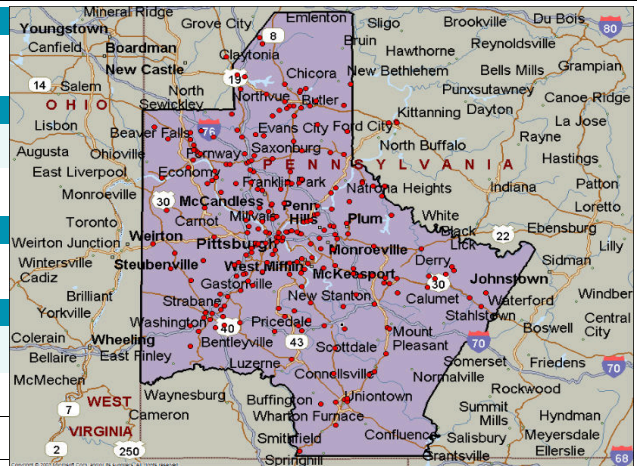 Mineral Ridge
Emlenton
Du Bois
Grove City
Sligo
Brookville
80
Youngstown
8
Bruin
Reynoldsville
Canfield
Boardman
Claytonia
Hawthorne
New Castle
19
Chicora
New Bethlehem
Bells Mills
Grampian
14
Salem
North
Sewickley
Northvue
Butler
Punxsutawney
Canoe Ridge
OHIO
Kittanning
Dayton
La Jose
Lisbon
Beaver Falls
76
Evans City
Ford City
Rayne
Augusta
Ohioville
Fernway
Saxonburg
North Buffalo
Hastings
East Liverpool
Economy
PENNSYLVANIA
Monroeville
Franklin Park
Natrona Heights
Indiana
Patton
30
McCandless
Penn
Hills
Loretto
Toronto
Carnot
Millvale
Plum
White
22
Ebensburg
Weirton Junction
Weirton
Pittsburgh
Monroeville
Black
Lick
Lilly
Wintersville
Steubenville
West Mifflin
McKeesport
Derry
Sidman
Cadiz
Gastonville
30
Johnstown
Brilliant
Strabane
New Stanton
Calumet
Waterford
Windber
Yorkville
Washington
40
Pricedale
Stahlstown
Boswell
Central
City
Colerain
Wheeling
Bentleyville
43
Scottdale
Mount
Pleasant
70
Bellaire
East Finley
Luzerne
Somerset
Friedens
70
McMechen
Connellsville
Normalville
Rockwood
7
WEST
Waynesburg
Buffington
Uniontown
Summit
Mills
Hyndman
Cameron
Wharton Furnace
VIRGINIA
Smithfield
Confluence
Salisbury
Meyersdale
2
250
Springhill
Grantsville
Ellerslie
68